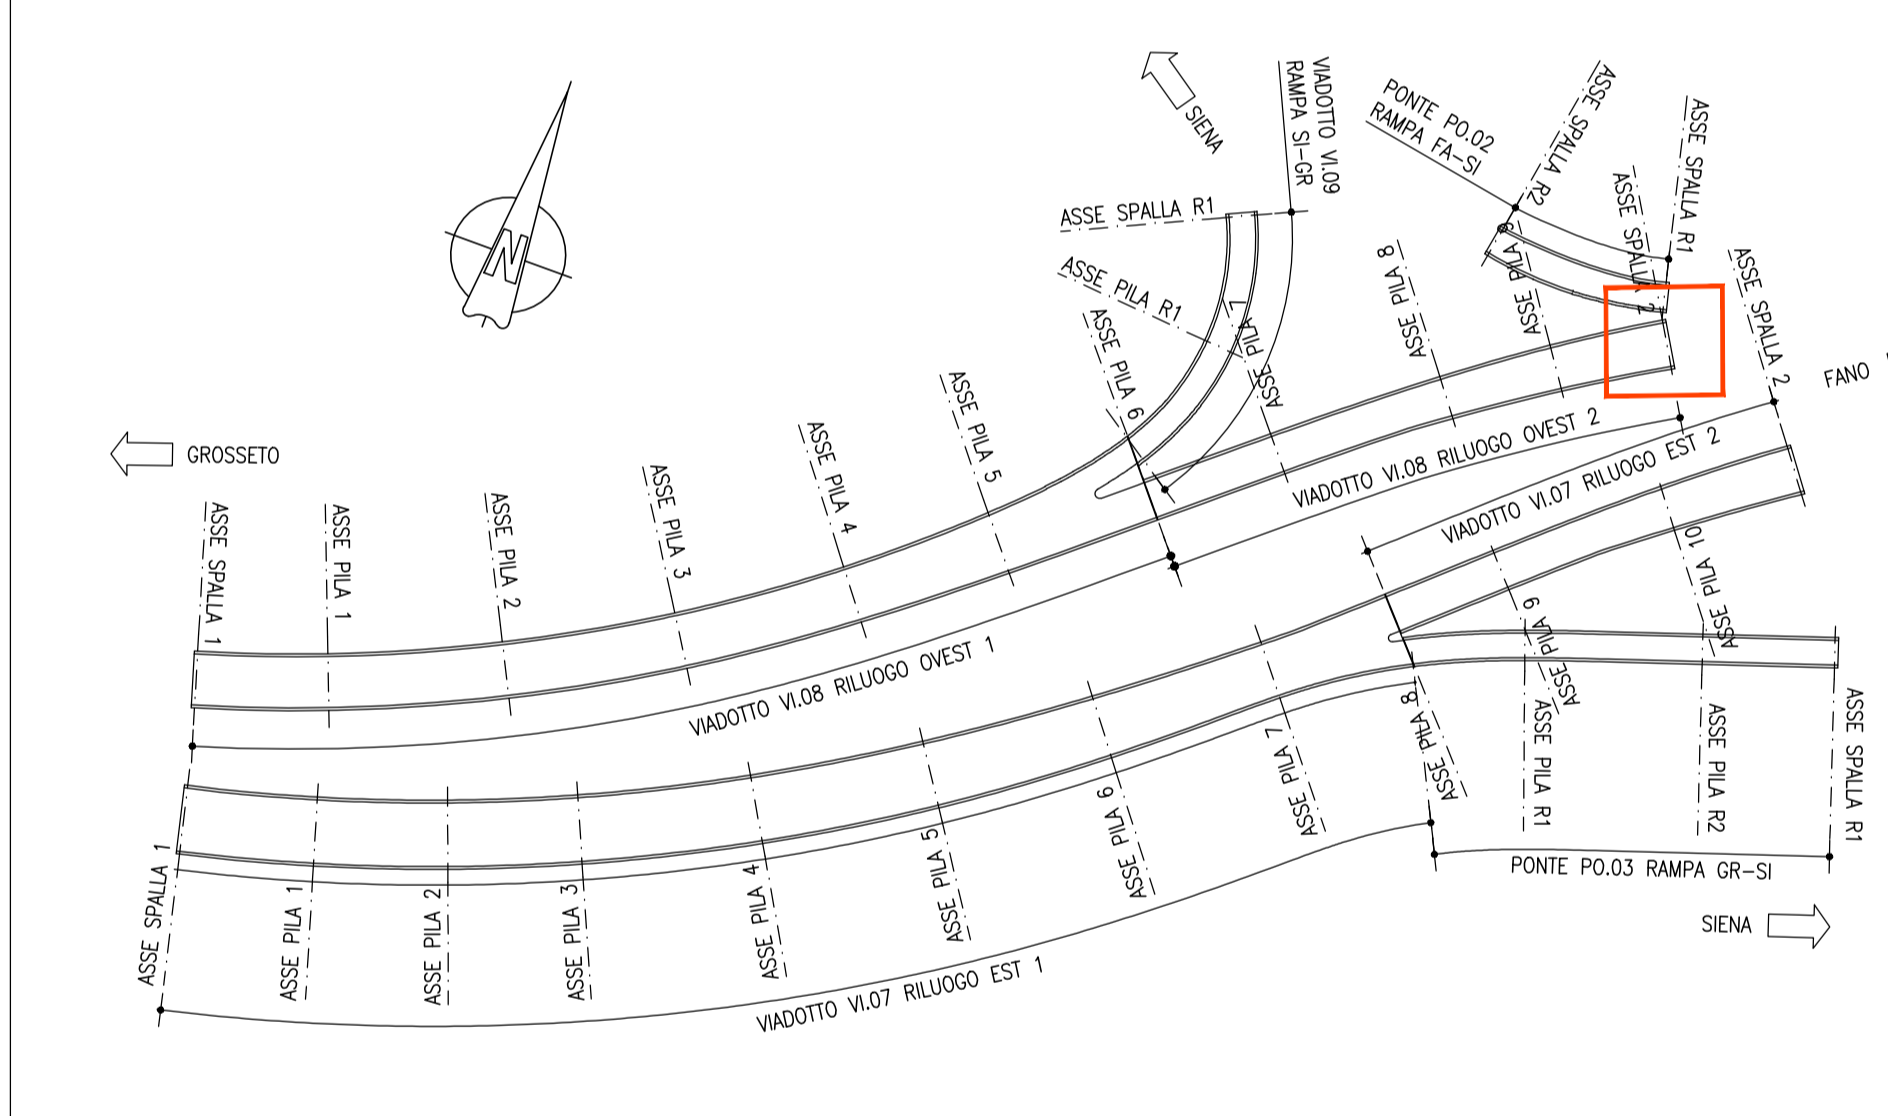 VIADOTTO VI.09
RAMPA SI-GR
SIENA
PONTE PO.02
RAMPA FA-SI
ASSE SPALLA R2
ASSE SPALLA R1
ASSE SPALLA 2
ASSE SPALLA R1
ASSE PILA R1
N
ASSE PILA 6
ASSE PILA 7
ASSE PILA 8
ASSE PILA 9
ASSE SPALLA 2
FANO
GROSSETO
ASSE SPALLA 1
ASSE PILA 1
ASSE PILA 2
ASSE PILA 3
ASSE PILA 4
ASSE PILA 5
VIADOTTO VI.08 RILUOGO OVEST 2
VIADOTTO VI.07 RILUOGO EST 2
VIADOTTO VI.08 RILUOGO OVEST 1
ASSE PILA 9
ASSE PILA 10
ASSE SPALLA 1
ASSE PILA 1
ASSE PILA 2
ASSE PILA 3
ASSE PILA 4
ASSE PILA 5
ASSE PILA 6
ASSE PILA 7
ASSE PILA 8
ASSE PILA R1
ASSE PILA R2
ASSE SPALLA R1
PONTE PO.03 RAMPA GR-SI
SIENA
VIADOTTO VI.07 RILUOGO EST 1